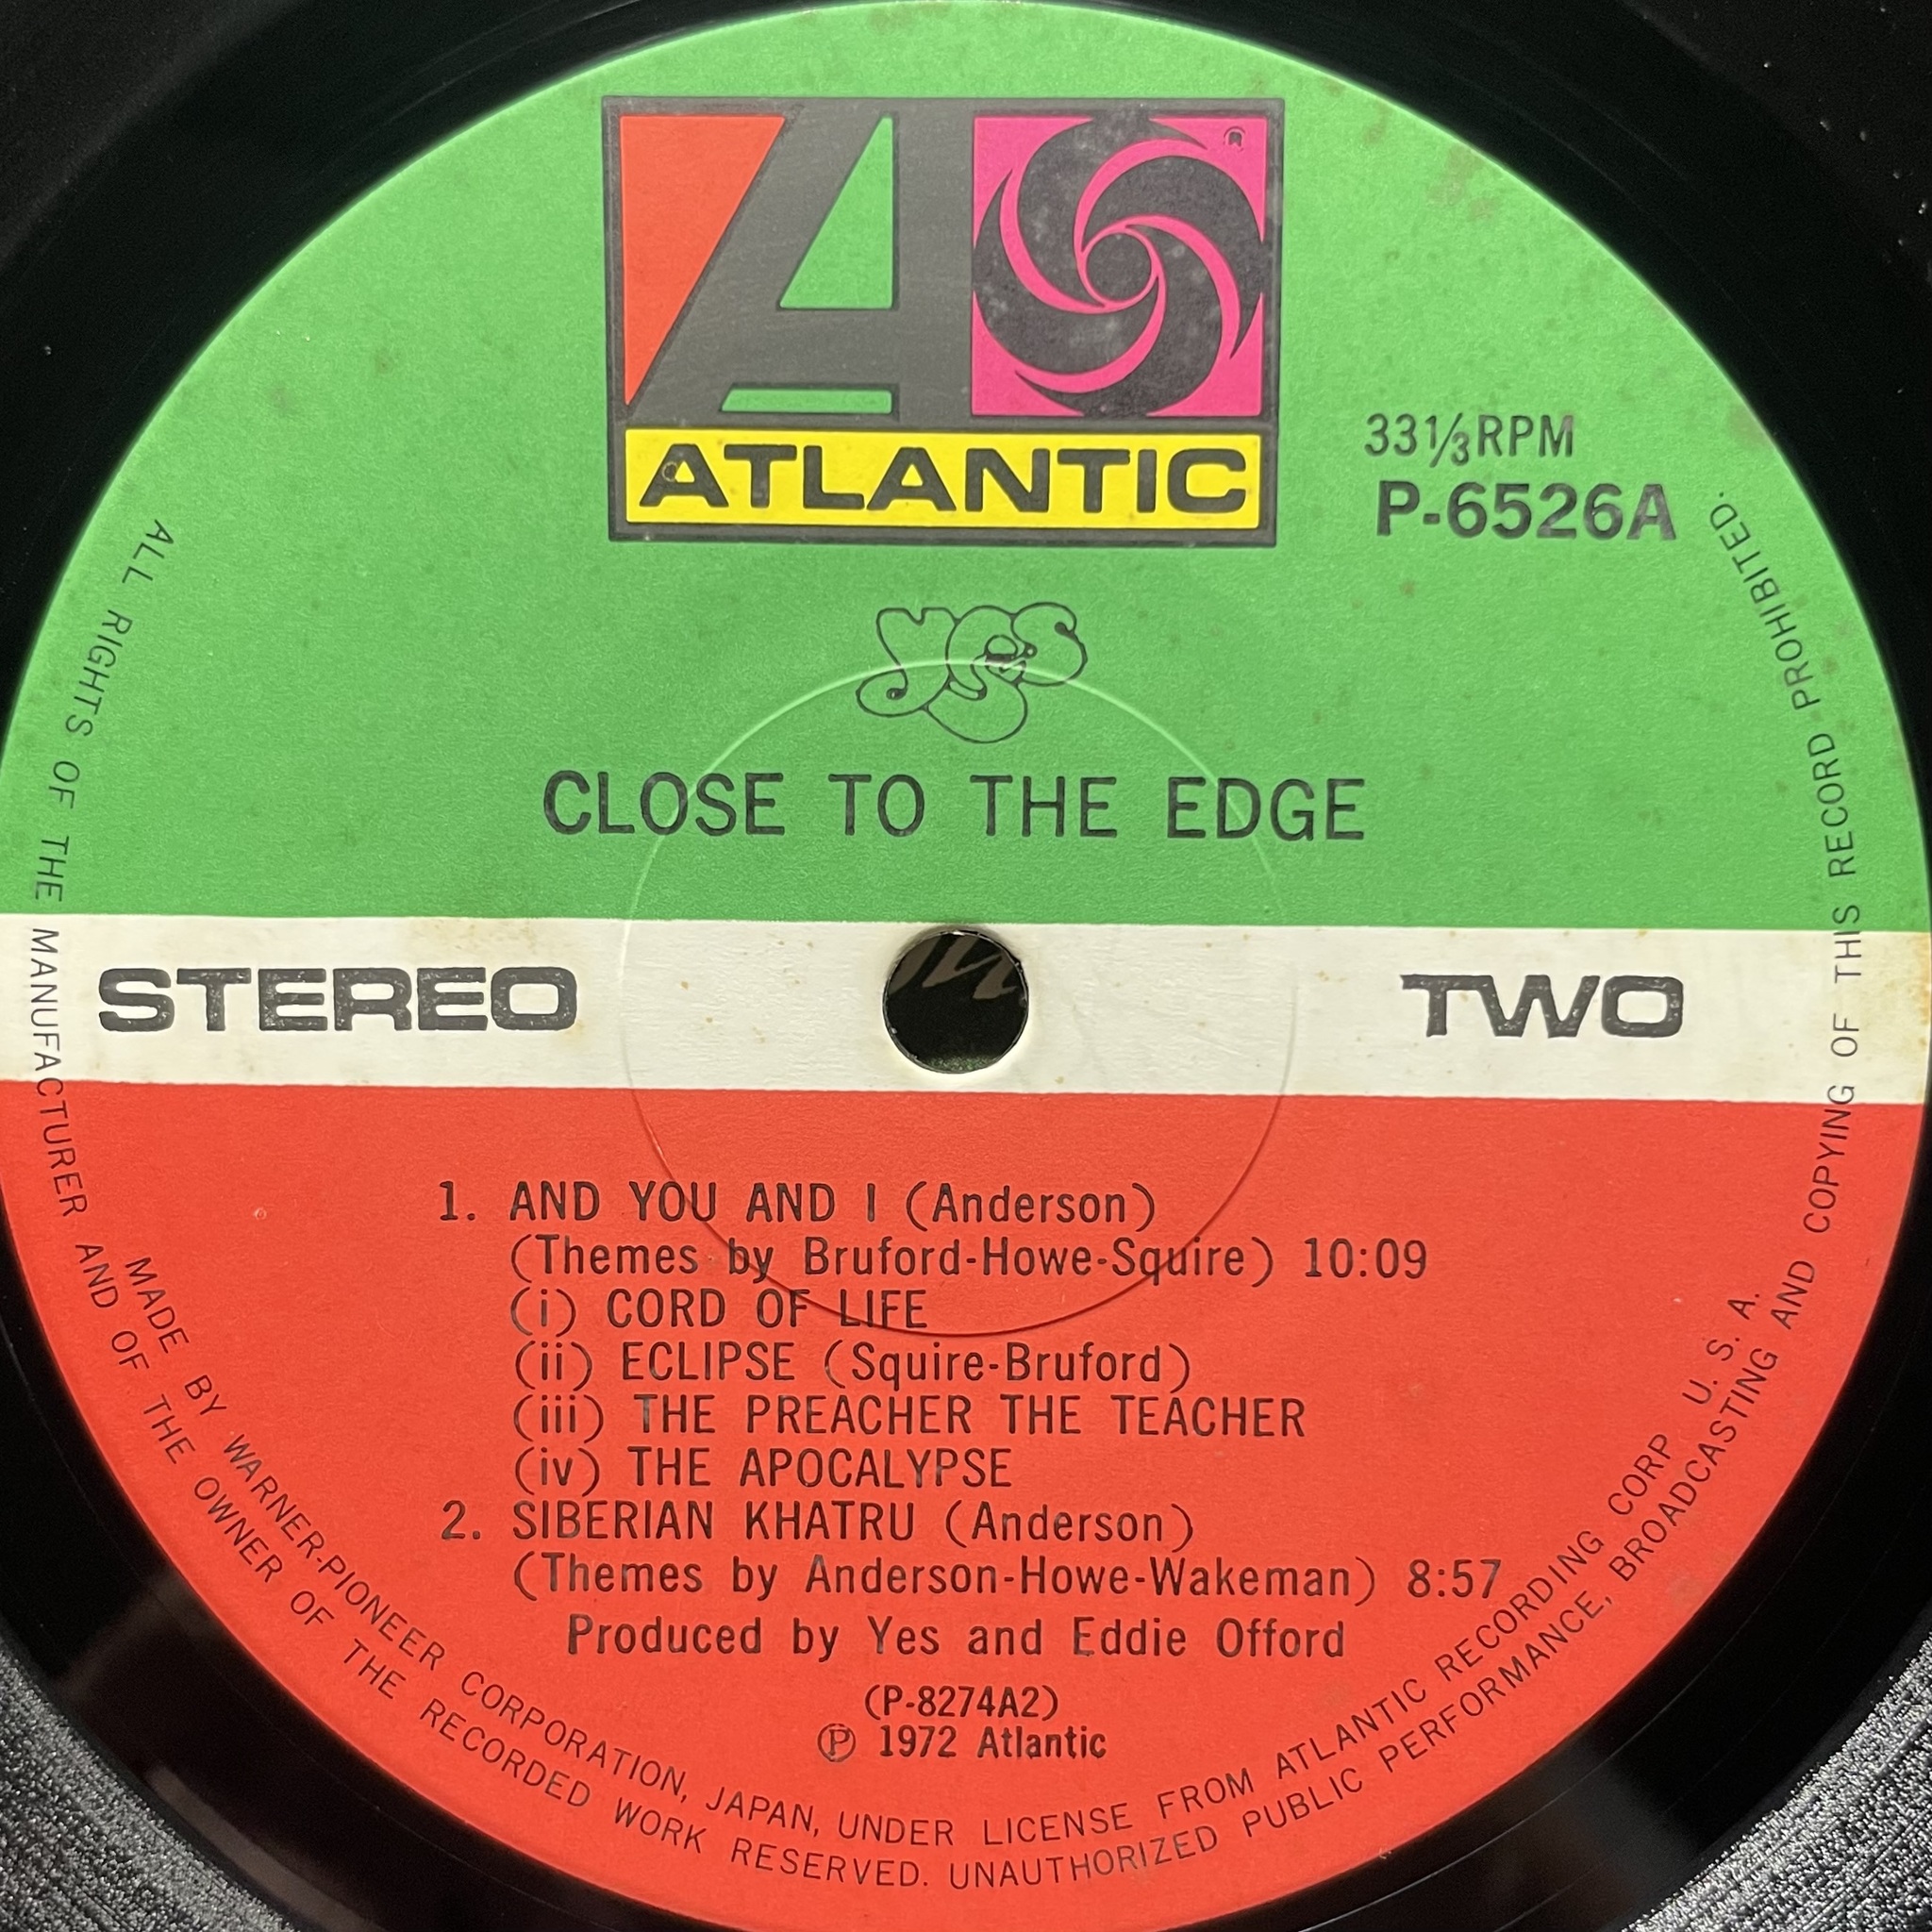 ATLANTIC
33⅓RPM
P-6526A
yes
CLOSE TO THE EDGE
STEREO
TWO
1. AND YOU AND I (Anderson)
(Themes by Bruford-Howe-Squire) 10:09
(i) CORD OF LIFE
(ii) ECLIPSE (Squire-Bruford)
(iii) THE PREACHER THE TEACHER
(iv) THE APOCALYPSE
2. SIBERIAN KHATRU (Anderson)
(Themes by Anderson-Howe-Wakeman) 8:57
Produced by Yes and Eddie Offord
(P-8274A2)
℗ 1972 Atlantic
MADE BY WARNER-PIONEER CORPORATION, JAPAN, UNDER LICENSE FROM ATLANTIC RECORDING CORP U. S. A.
ALL RIGHTS OF THE MANUFACTURER AND OF THE OWNER OF THE RECORDED WORK RESERVED. UNAUTHORIZED PUBLIC PERFORMANCE, BROADCASTING AND COPYING OF THIS RECORD PROHIBITED.